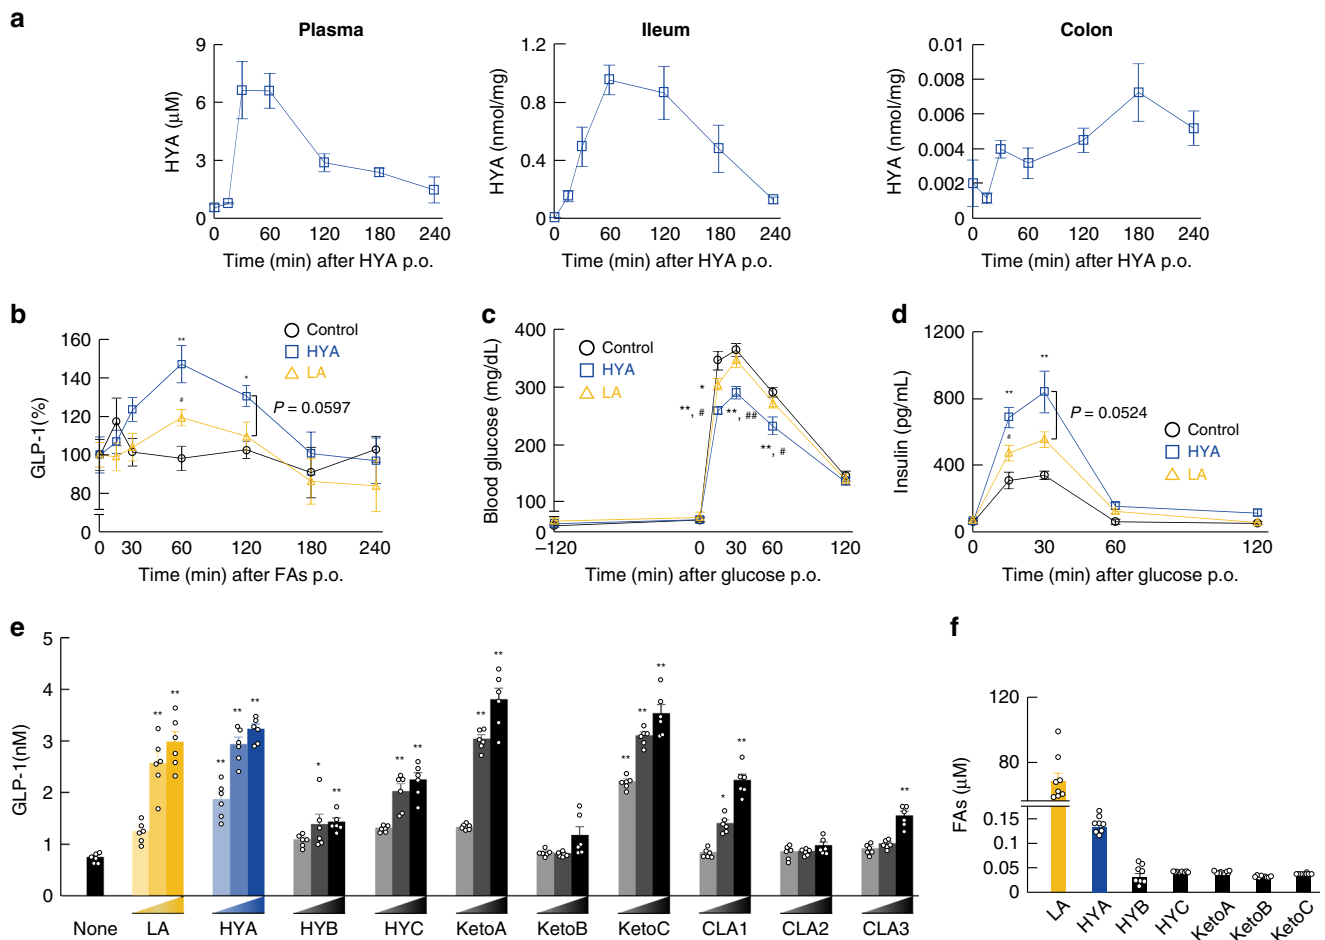 a
Plasma
Ileum
Colon
HYA (μM)
9
6
3
0
0 60 120 180 240
Time (min) after HYA p.o.
HYA (nmol/mg)
1.2
0.8
0.4
0
0 60 120 180 240
Time (min) after HYA p.o.
HYA (nmol/mg)
0.01
0.008
0.006
0.004
0.002
0
0 60 120 180 240
Time (min) after HYA p.o.
b
GLP-1(%)
160
140
120
100
80
0
0 30 60 120 180 240
Time (min) after FAs p.o.
Control
HYA
LA
**
#
*
P = 0.0597
c
Blood glucose (mg/dL)
400
300
200
100
0
–120 0 30 60 120
Time (min) after glucose p.o.
Control
HYA
LA
*
**, #
**, ##
**, #
d
Insulin (pg/mL)
1200
800
400
0
0 30 60 120
Time (min) after glucose p.o.
**
**
#
P = 0.0524
Control
HYA
LA
e
GLP-1(nM)
5
4
3
2
1
0
** ** ** ** ** * ** ** ** ** ** ** ** ** * ** **
None LA HYA HYB HYC KetoA KetoB KetoC CLA1 CLA2 CLA3
f
FAs (μM)
120
80
0.15
0.1
0.05
0
LA HYA HYB HYC KetoA KetoB KetoC